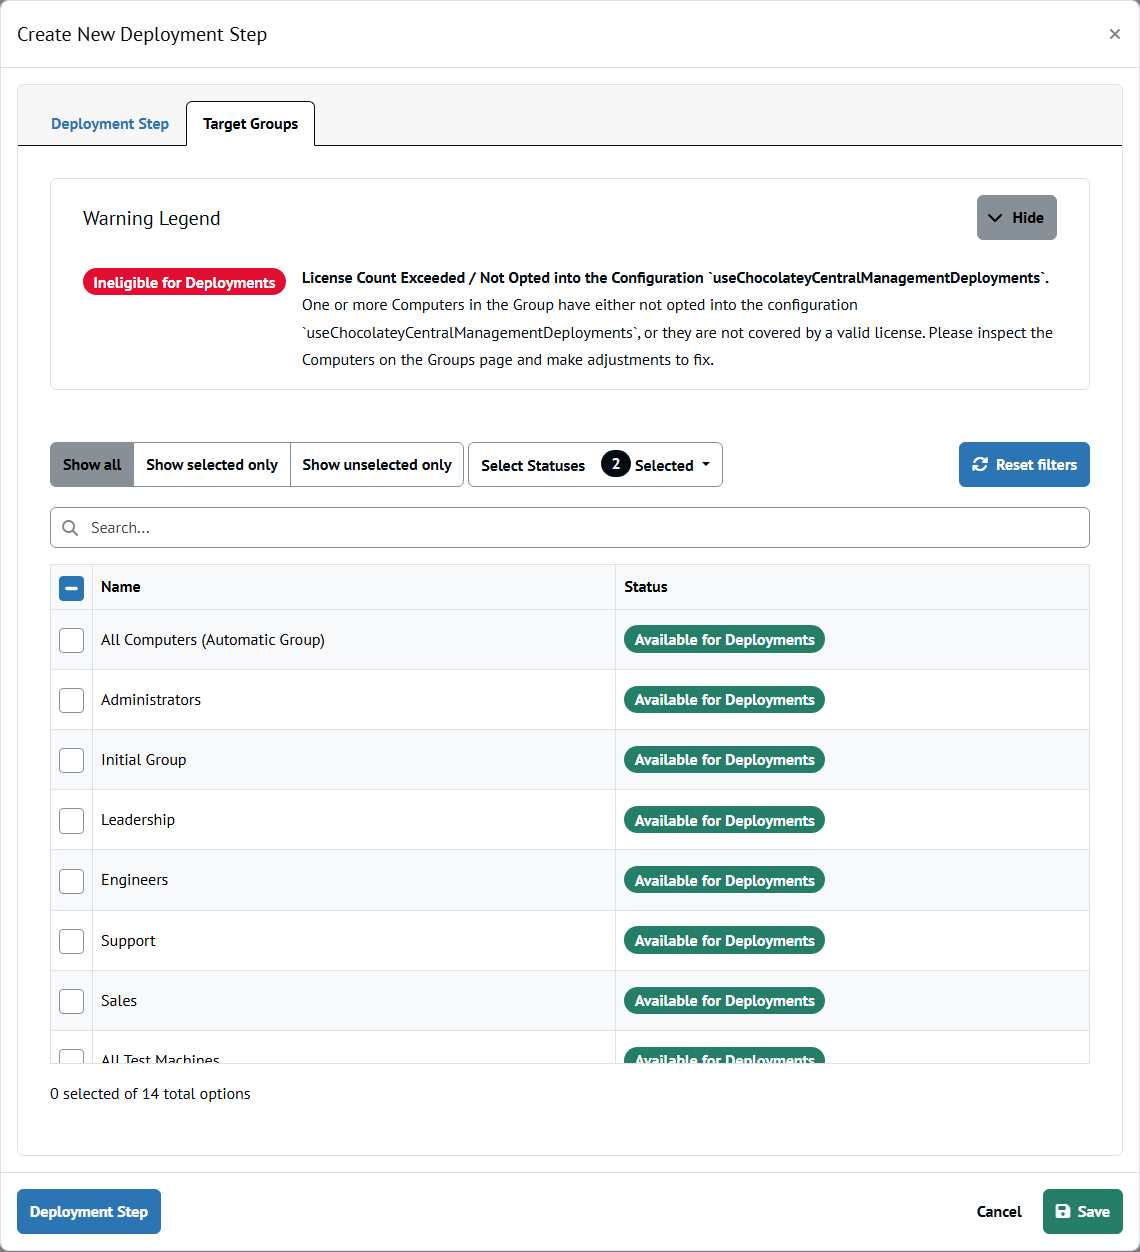 Create New Deployment Step
×
Deployment Step
Target Groups
Warning Legend
Hide
Ineligible for Deployments
License Count Exceeded / Not Opted into the Configuration `useChocolateyCentralManagementDeployments`.
One or more Computers in the Group have either not opted into the configuration
`useChocolateyCentralManagementDeployments`, or they are not covered by a valid license. Please inspect the
Computers on the Groups page and make adjustments to fix.
Show all
Show selected only
Show unselected only
Select Statuses 2 Selected
Reset filters
Search...
Name Status
All Computers (Automatic Group) Available for Deployments
Administrators Available for Deployments
Initial Group Available for Deployments
Leadership Available for Deployments
Engineers Available for Deployments
Support Available for Deployments
Sales Available for Deployments
All Test Machines Available for Deployments
0 selected of 14 total options
Deployment Step
Cancel
Save